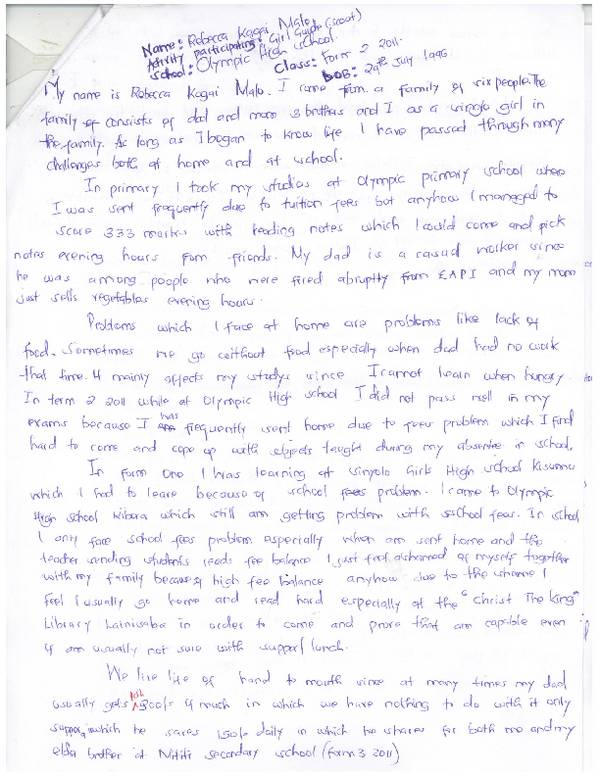 Name: Rebecca Kagai Malo.
Activity participating: Girl Guide (scout)
School: Olympic High school.
Class: Form 2 2011.
DOB: 29th July 1996
My name is Rebecca Kagai Malo. I come from a family of six people. The
family of consists of dad and mom 3 brothers and I as a single girl in
the family. As long as I began to know life I have passed through many
challenges both at home and at school.
In primary I took my studies at Olympic primary school where
I was sent frequently due to tuition fees but anyhow I managed to
score 333 marks with reading notes which I could come and pick
notes evening hours from friends. My dad is a casual worker since
he was among people who were fired abruptly from EAPI and my mom
just sells vegetables evening hours.
Problems which I face at home are problems like lack of
food. Sometimes we go without food especially when dad had no work
that time. It mainly affects my studys since I cannot learn when hungry.
In term 2 2011 while at Olympic High school I did not pass well in my
exams because I was frequently sent home due to fees problem which I find
hard to come and cope up with subjects taught during my absence in school.
In form one I was learning at Sinyolo Girls High school Kisumu
which I had to leave because of school fees problem. I came to Olympic
High school Kibera which still am getting problem with school fees. In school
I only face school fees problem especially when am sent home and the
teacher sending students reads fee balance I just feel ashamed of myself together
with my family because of high fee balance anyhow due to the shame I
feel I usually go home and read hard especially at the "Christ The King"
Library Lainisaba in order to come and prove that am capable even
if am usually not sure with supper/lunch.
We live life of hand to mouth since at many times my dad
usually gets ksh 300/= if much in which we have nothing to do with it only
supper, which he saves 150/= daily in which he shares for both me and my
elder brother at secondary school (form 3 2011)